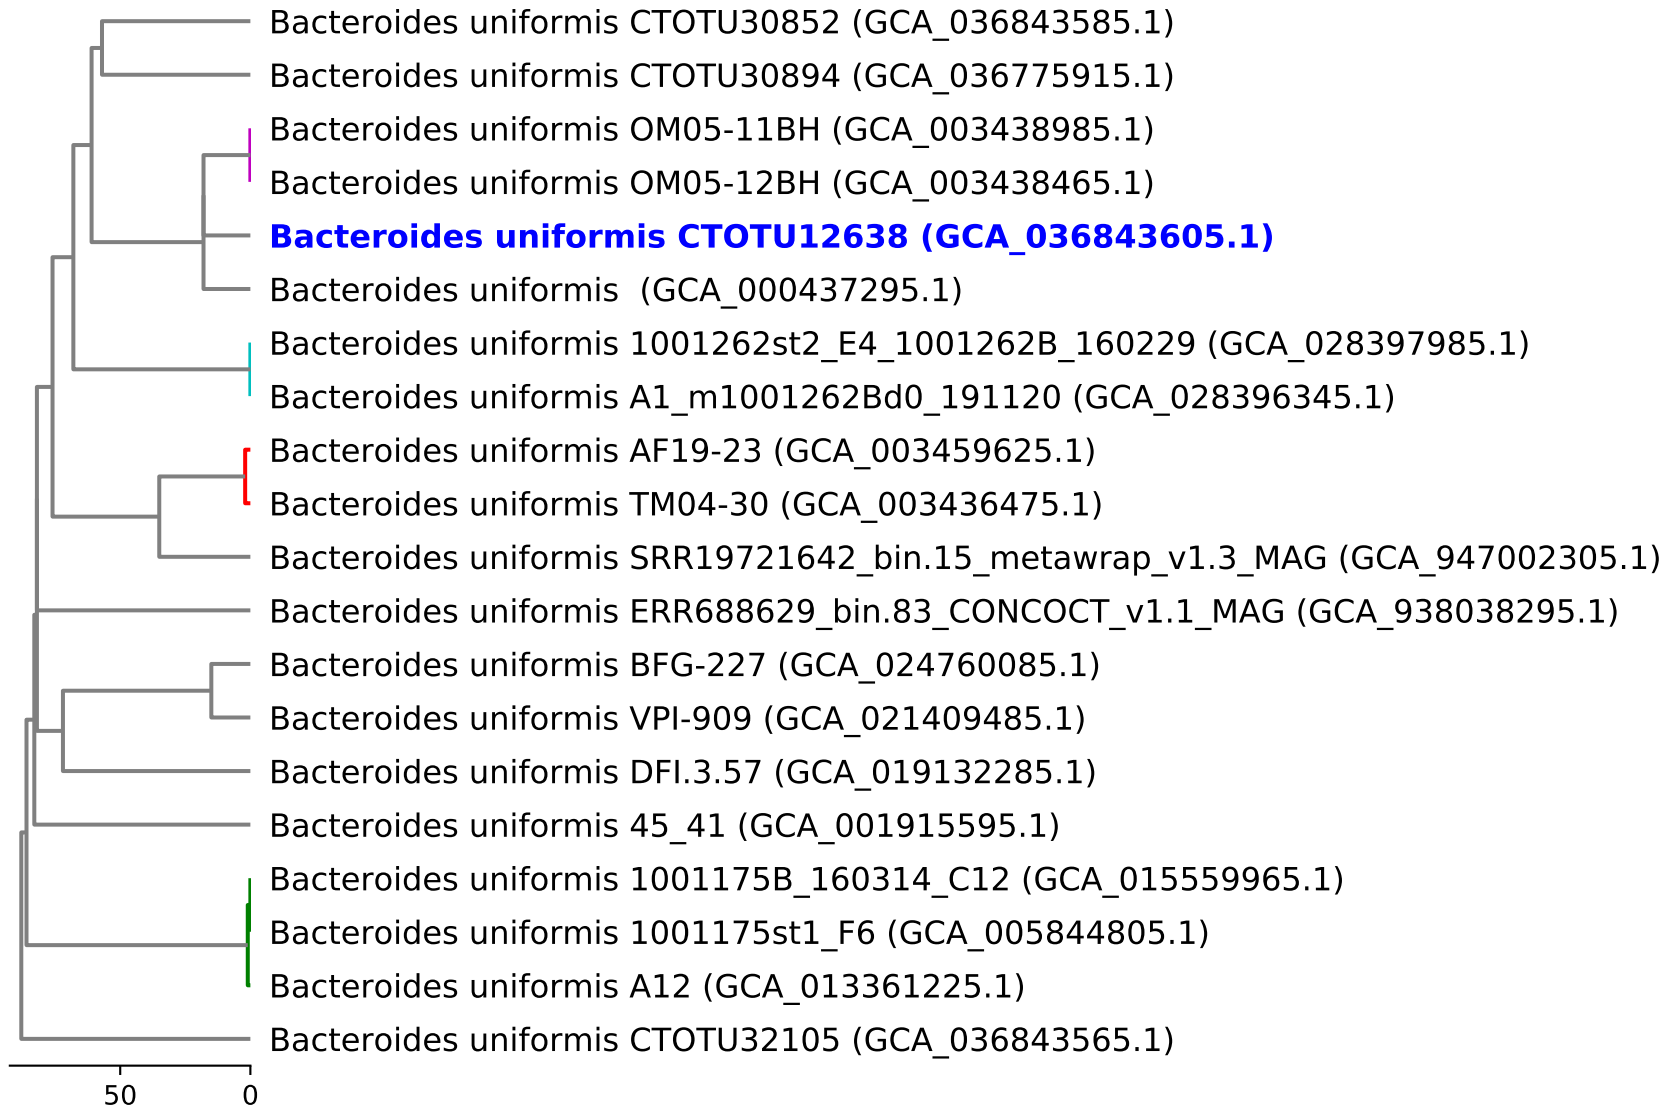 Bacteroides uniformis CTOTU30852 (GCA_036843585.1)
Bacteroides uniformis CTOTU30894 (GCA_036775915.1)
Bacteroides uniformis OM05-11BH (GCA_003438985.1)
Bacteroides uniformis OM05-12BH (GCA_003438465.1)
Bacteroides uniformis CTOTU12638 (GCA_036843605.1)
Bacteroides uniformis  (GCA_000437295.1)
Bacteroides uniformis 1001262st2_E4_1001262B_160229 (GCA_028397985.1)
Bacteroides uniformis A1_m1001262Bd0_191120 (GCA_028396345.1)
Bacteroides uniformis AF19-23 (GCA_003459625.1)
Bacteroides uniformis TM04-30 (GCA_003436475.1)
Bacteroides uniformis SRR19721642_bin.15_metawrap_v1.3_MAG (GCA_947002305.1)
Bacteroides uniformis ERR688629_bin.83_CONCOCT_v1.1_MAG (GCA_938038295.1)
Bacteroides uniformis BFG-227 (GCA_024760085.1)
Bacteroides uniformis VPI-909 (GCA_021409485.1)
Bacteroides uniformis DFI.3.57 (GCA_019132285.1)
Bacteroides uniformis 45_41 (GCA_001915595.1)
Bacteroides uniformis 1001175B_160314_C12 (GCA_015559965.1)
Bacteroides uniformis 1001175st1_F6 (GCA_005844805.1)
Bacteroides uniformis A12 (GCA_013361225.1)
Bacteroides uniformis CTOTU32105 (GCA_036843565.1)
50 0